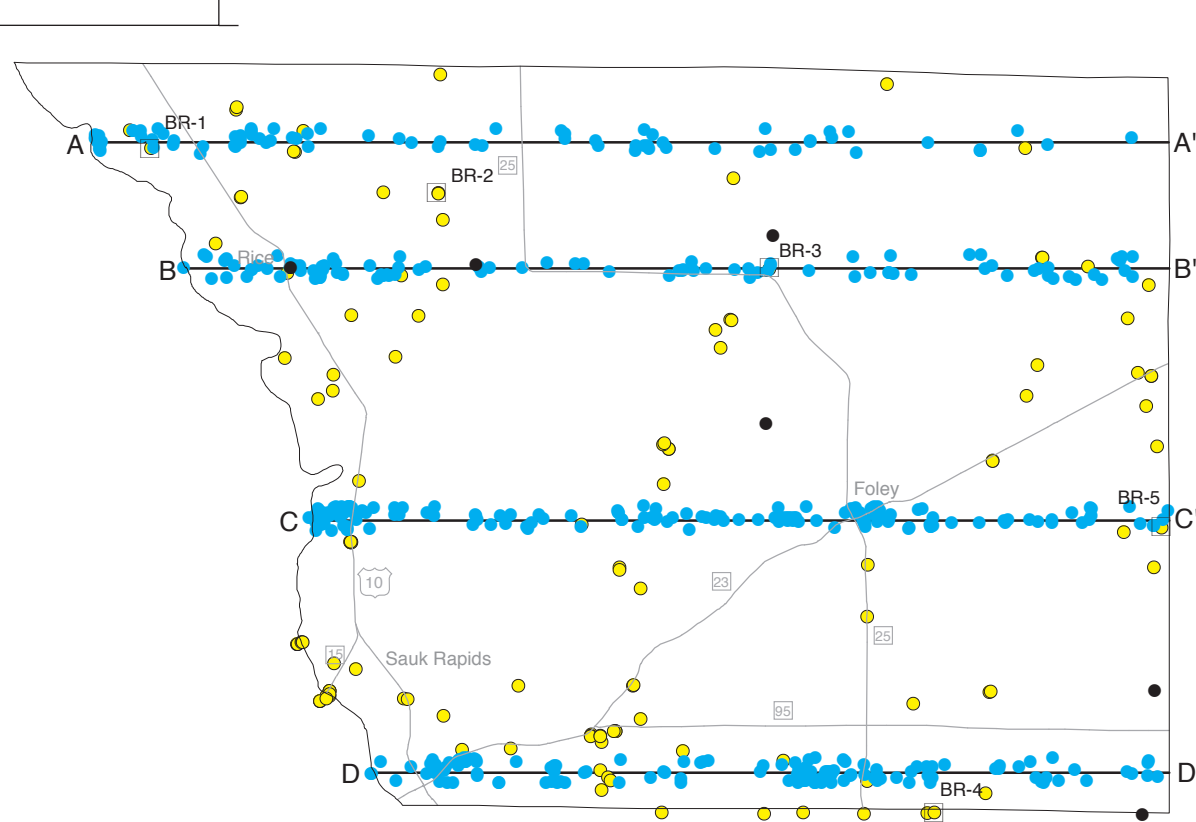 BR-1
A
A'
25
BR-2
BR-3
Rice
B
B'
Foley
BR-5
C
C'
10
23
25
15
Sauk Rapids
95
D
D
BR-4